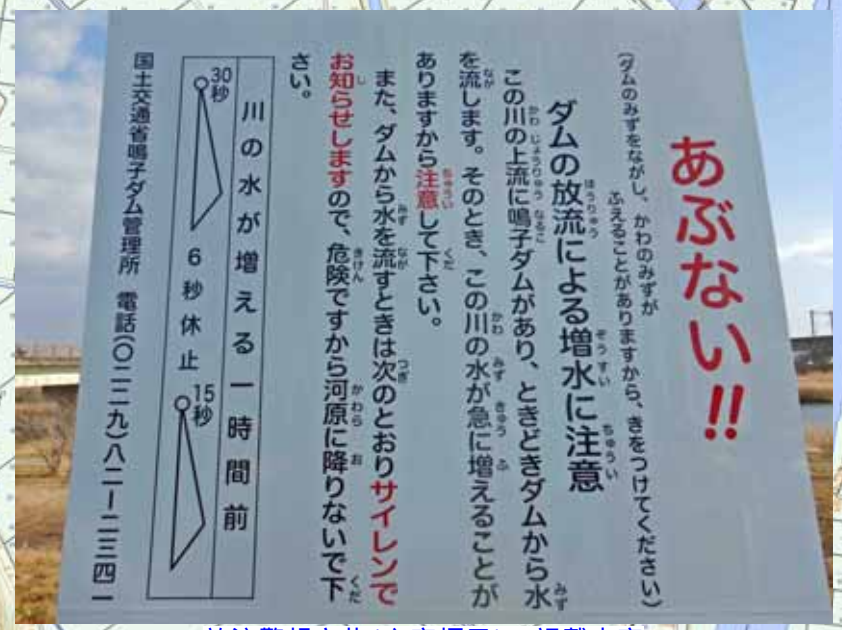 あぶない!!
(ダムのみずをながし、かわのみずが
ふえることがありますから、きをつけてください)
ダムの放流による増水に注意
この川の上流に鳴子ダムがあり、ときどきダムから水
を流します。そのとき、この川の水が急に増えることが
ありますから注意して下さい。
また、ダムから水を流すときは次のとおりサイレンで
お知らせしますので、危険ですから河原に降りないで下
さい。
川の水が増える一時間前
30秒
6秒休止
15秒
国土交通省鳴子ダム管理所 電話(〇二二九)八二ー二三四一